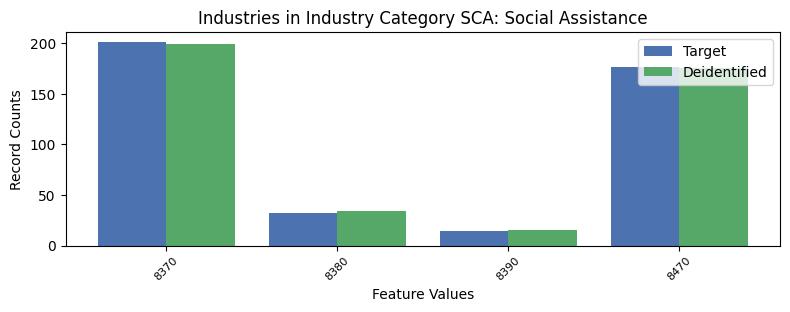 Industries in Industry Category SCA: Social Assistance
Target
Deidentified
Record Counts
200
150
100
50
0
8370
8380
8390
8470
Feature Values